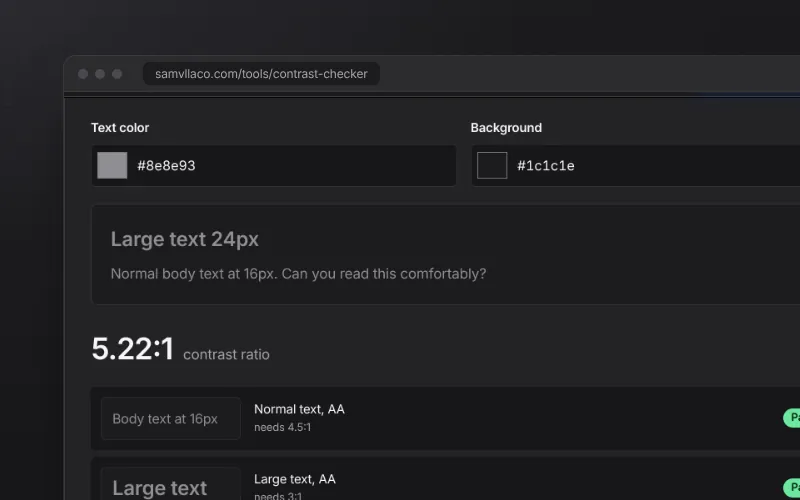 samvllaco.com/tools/contrast-checker
Text color
Background
#8e8e93
#1c1c1e
Large text 24px
Normal body text at 16px. Can you read this comfortably?
5.22:1 contrast ratio
Body text at 16px
Normal text, AA
needs 4.5:1
Large text
Large text, AA
needs 3:1